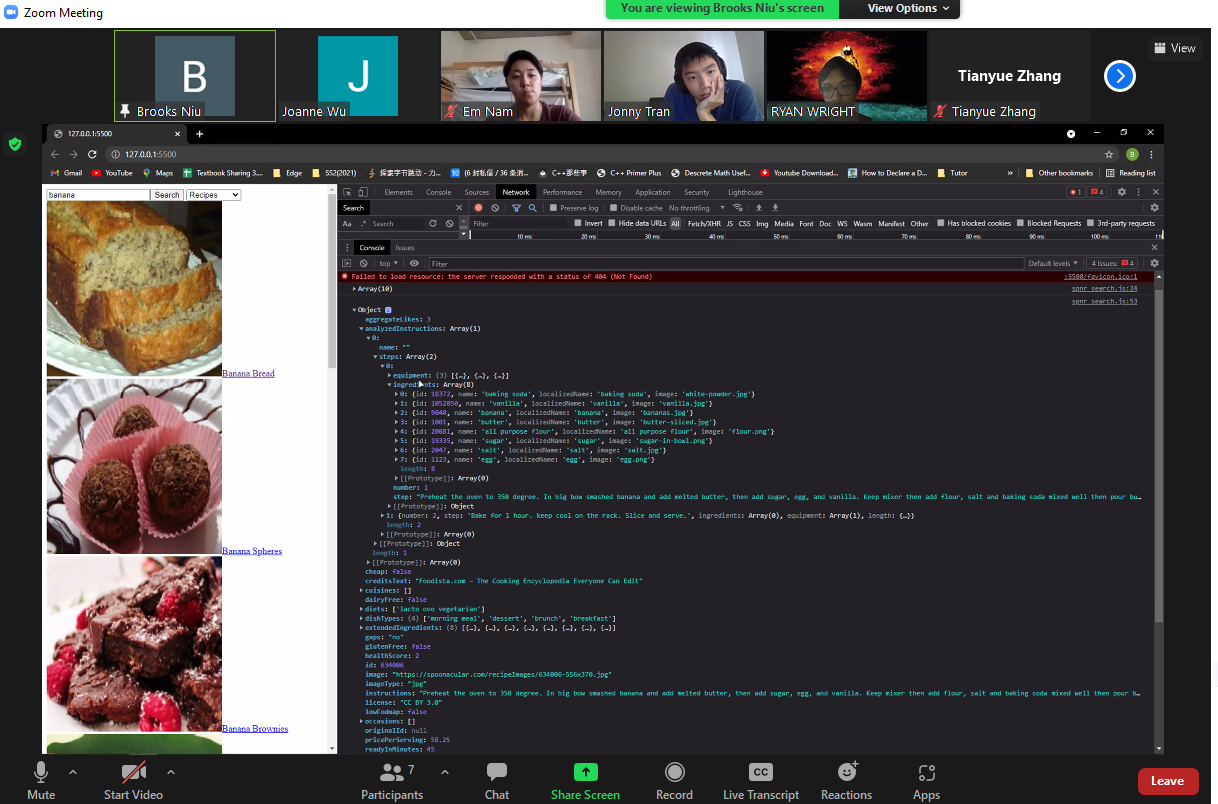 Zoom Meeting
You are viewing Brooks Niu's screen
View Options
B
Brooks Niu
J
Joanne Wu
Em Nam
Jonny Tran
RYAN WRIGHT
Tianyue Zhang
Tianyue Zhang
View
127.0.0.1:5500
127.0.0.1:5500
B
Gmail YouTube Maps Textbook Sharing 3.... Edge SS2(2021) 探索字节跳动 - 力... (6 封私信 / 36 条消... C++那些事 C++ Primer Plus Descrete Math Usef... Youtube Download... How to Declare a D... Tutor » Other bookmarks Reading list
banana Search Recipes
Banana Bread
Banana Spheres
Banana Brownies
Elements Console Sources Network Performance Memory Application Security Lighthouse 1 4
Search
Preserve log Disable cache No throttling
Aa .* Search
Filter Invert Hide data URLs All Fetch/XHR JS CSS Img Media Font Doc WS Wasm Manifest Other Has blocked cookies Blocked Requests 3rd-party requests
10 ms 20 ms 30 ms 40 ms 50 ms 60 ms 70 ms 80 ms 90 ms 100 ms
Console Issues
top Filter Default levels 4 Issues: 4
Failed to load resource: the server responded with a status of 404 (Not Found) :5500/favicon.ico:1
Array(10) spnr search.js:24
spnr search.js:53
Object
aggregateLikes: 3
analyzedInstructions: Array(1)
0:
name: ""
steps: Array(2)
0:
equipment: (3) [{…}, {…}, {…}]
ingredients: Array(8)
0: {id: 18372, name: 'baking soda', localizedName: 'baking soda', image: 'white-powder.jpg'}
1: {id: 1052050, name: 'vanilla', localizedName: 'vanilla', image: 'vanilla.jpg'}
2: {id: 9040, name: 'banana', localizedName: 'banana', image: 'bananas.jpg'}
3: {id: 1001, name: 'butter', localizedName: 'butter', image: 'butter-sliced.jpg'}
4: {id: 20081, name: 'all purpose flour', localizedName: 'all purpose flour', image: 'flour.png'}
5: {id: 19335, name: 'sugar', localizedName: 'sugar', image: 'sugar-in-bowl.png'}
6: {id: 2047, name: 'salt', localizedName: 'salt', image: 'salt.jpg'}
7: {id: 1123, name: 'egg', localizedName: 'egg', image: 'egg.png'}
length: 8
[[Prototype]]: Array(0)
number: 1
step: "Preheat the oven to 350 degree. In big bow smashed banana and add melted butter, then add sugar, egg, and vanilla. Keep mixer then add flour, salt and baking soda mixed well then pour bu…
[[Prototype]]: Object
1: {number: 2, step: 'Bake for 1 hour. keep cool on the rack. Slice and serve.', ingredients: Array(0), equipment: Array(1), length: {…}}
length: 2
[[Prototype]]: Array(0)
[[Prototype]]: Object
length: 1
[[Prototype]]: Array(0)
cheap: false
creditsText: "Foodista.com – The Cooking Encyclopedia Everyone Can Edit"
cuisines: []
dairyFree: false
diets: ['lacto ovo vegetarian']
dishTypes: (4) ['morning meal', 'dessert', 'brunch', 'breakfast']
extendedIngredients: (8) [{…}, {…}, {…}, {…}, {…}, {…}, {…}, {…}]
gaps: "no"
glutenFree: false
healthScore: 2
id: 634006
image: "https://spoonacular.com/recipeImages/634006-556x370.jpg"
imageType: "jpg"
instructions: "Preheat the oven to 350 degree. In big bow smashed banana and add melted butter, then add sugar, egg, and vanilla. Keep mixer then add flour, salt and baking soda mixed well then pour b…
license: "CC BY 3.0"
lowFodmap: false
occasions: []
originalId: null
pricePerServing: 58.25
readyInMinutes: 45
Mute
Start Video
7
Participants
Chat
Share Screen
Record
CC
Live Transcript
Reactions
Apps
Leave